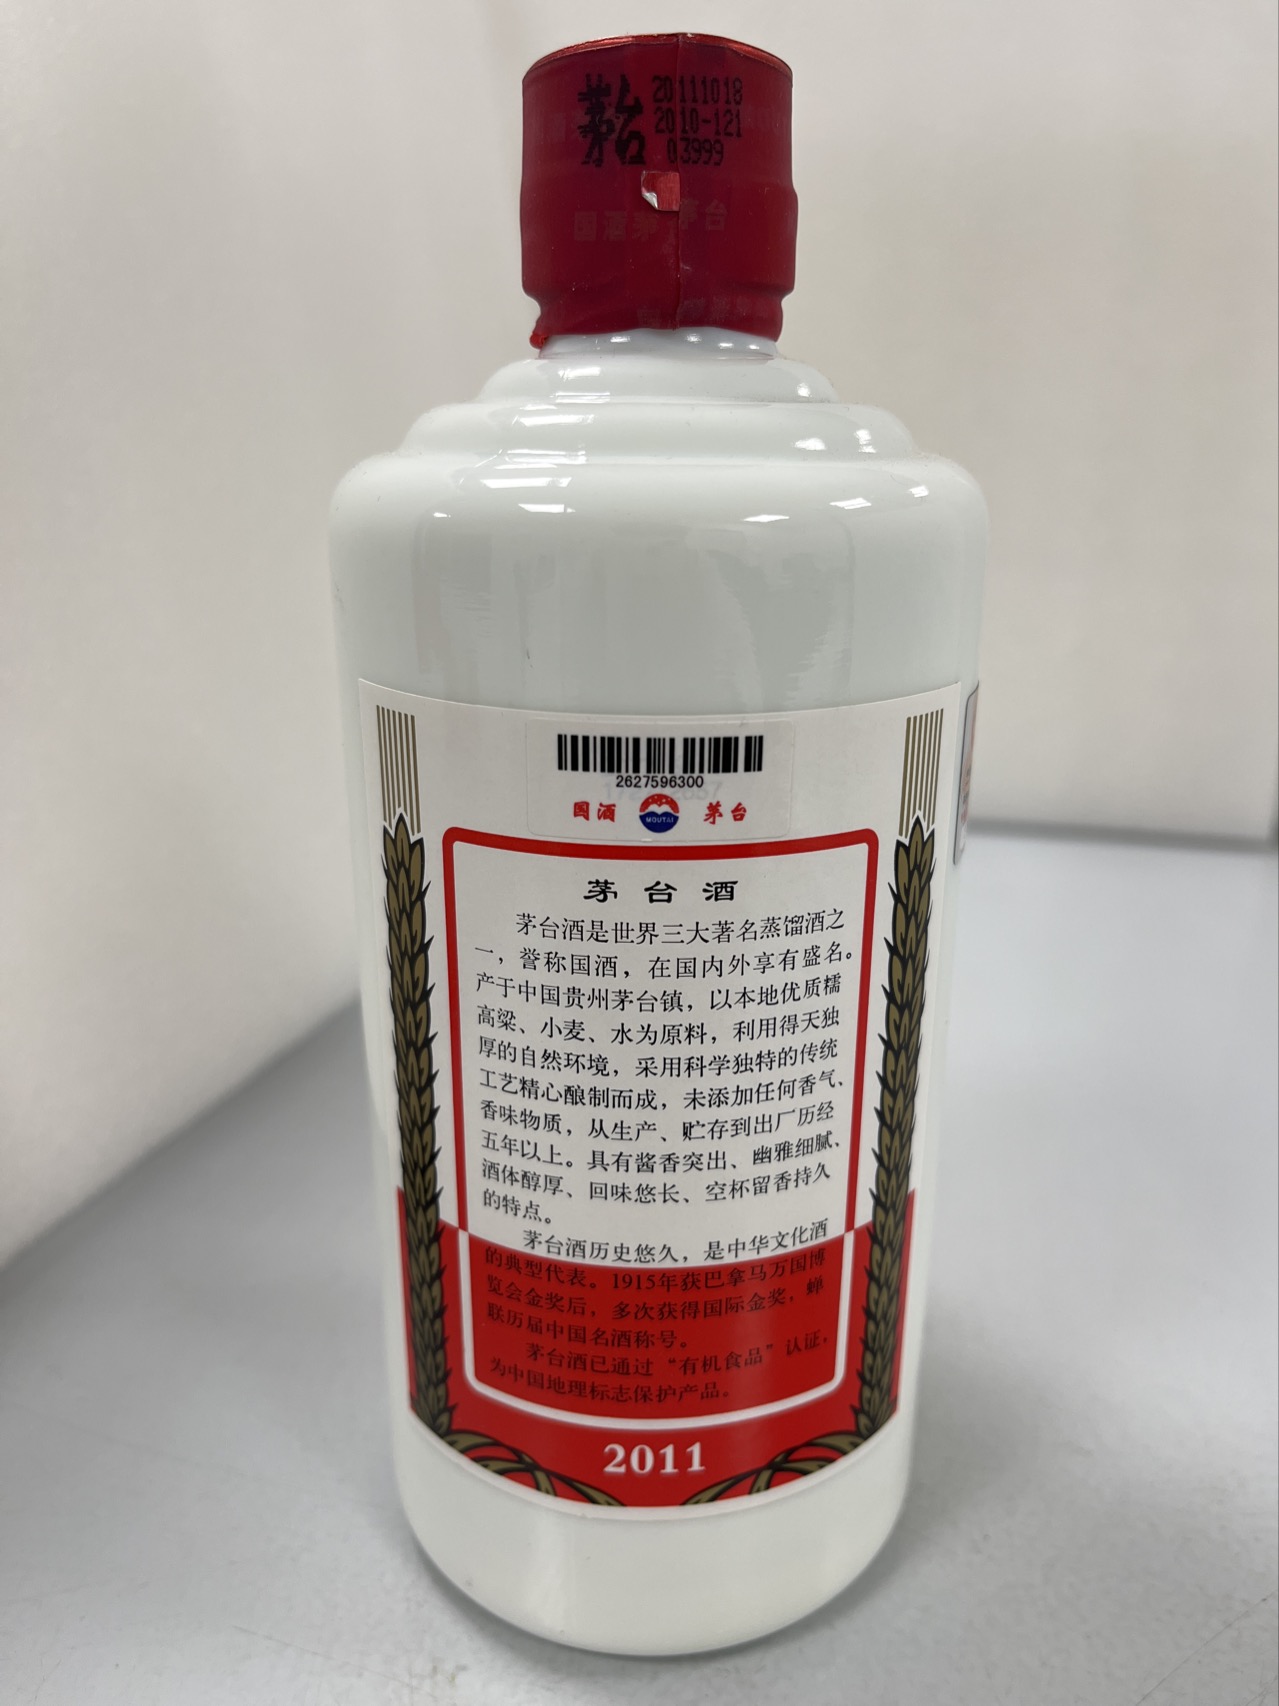 茅台
20111018
2010-121
03999
国酒茅台
2627596300
国酒 MOUTAI 茅台
茅台酒
茅台酒是世界三大著名蒸馏酒之
一，誉称国酒，在国内外享有盛名。
产于中国贵州茅台镇，以本地优质糯
高粱、小麦、水为原料，利用得天独
厚的自然环境，采用科学独特的传统
工艺精心酿制而成，未添加任何香气、
香味物质，从生产、贮存到出厂历经
五年以上。具有酱香突出、幽雅细腻、
酒体醇厚、回味悠长、空杯留香持久
的特点。
茅台酒历史悠久，是中华文化酒
的典型代表。1915年获巴拿马万国博
览会金奖后，多次获得国际金奖，蝉
联历届中国名酒称号。
茅台酒已通过“有机食品”认证，
为中国地理标志保护产品。
2011